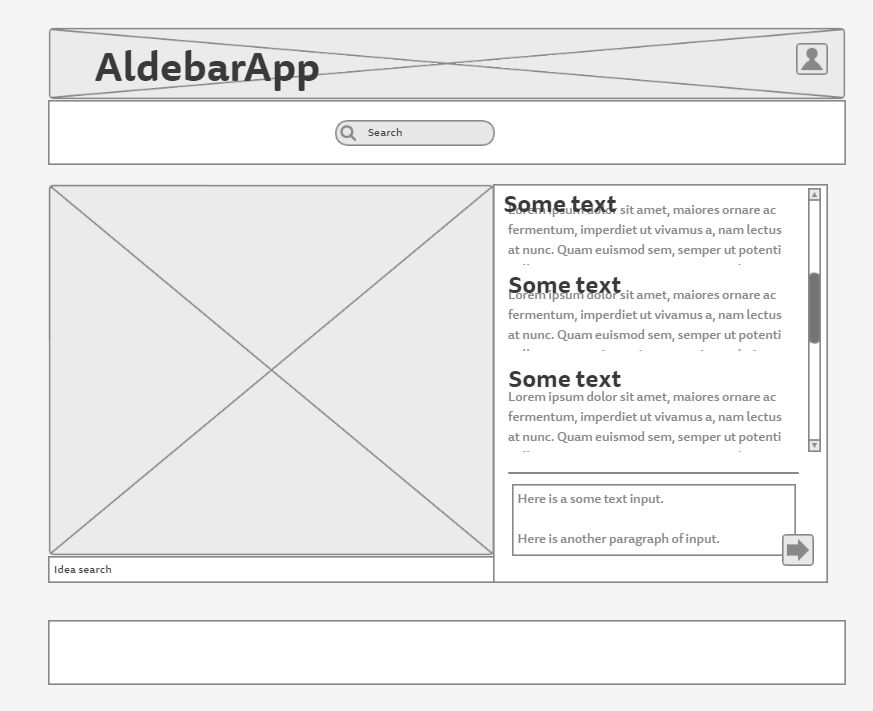 AldebarApp
Search
Some text
Lorem ipsum dolor sit amet, maiores ornare ac
fermentum, imperdiet ut vivamus a, nam lectus
at nunc. Quam euismod sem, semper ut potenti
Some text
Lorem ipsum dolor sit amet, maiores ornare ac
fermentum, imperdiet ut vivamus a, nam lectus
at nunc. Quam euismod sem, semper ut potenti
Some text
Lorem ipsum dolor sit amet, maiores ornare ac
fermentum, imperdiet ut vivamus a, nam lectus
at nunc. Quam euismod sem, semper ut potenti
Here is a some text input.
Here is another paragraph of input.
Idea search